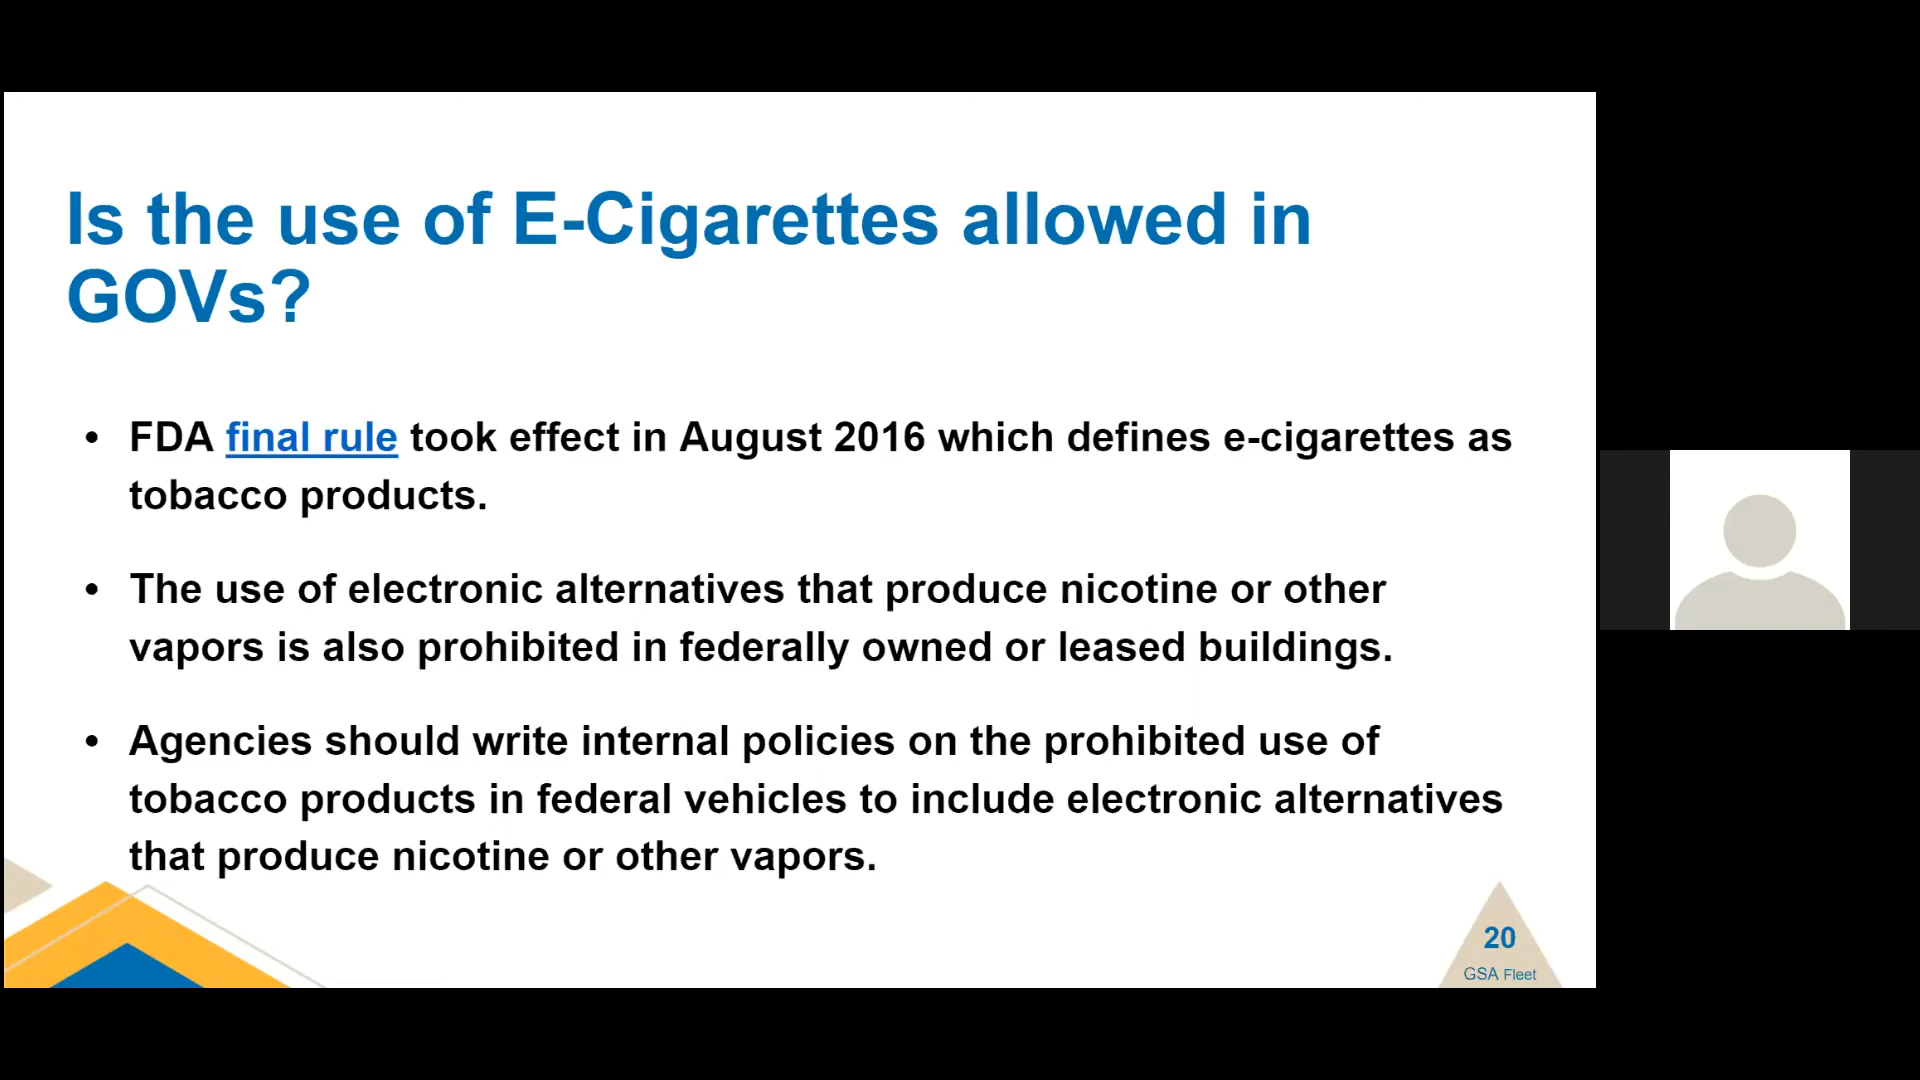 Is the use of E-Cigarettes allowed in
GOVs?
• FDA final rule took effect in August 2016 which defines e-cigarettes as
tobacco products.
• The use of electronic alternatives that produce nicotine or other
vapors is also prohibited in federally owned or leased buildings.
• Agencies should write internal policies on the prohibited use of
tobacco products in federal vehicles to include electronic alternatives
that produce nicotine or other vapors.
20
GSA Fleet